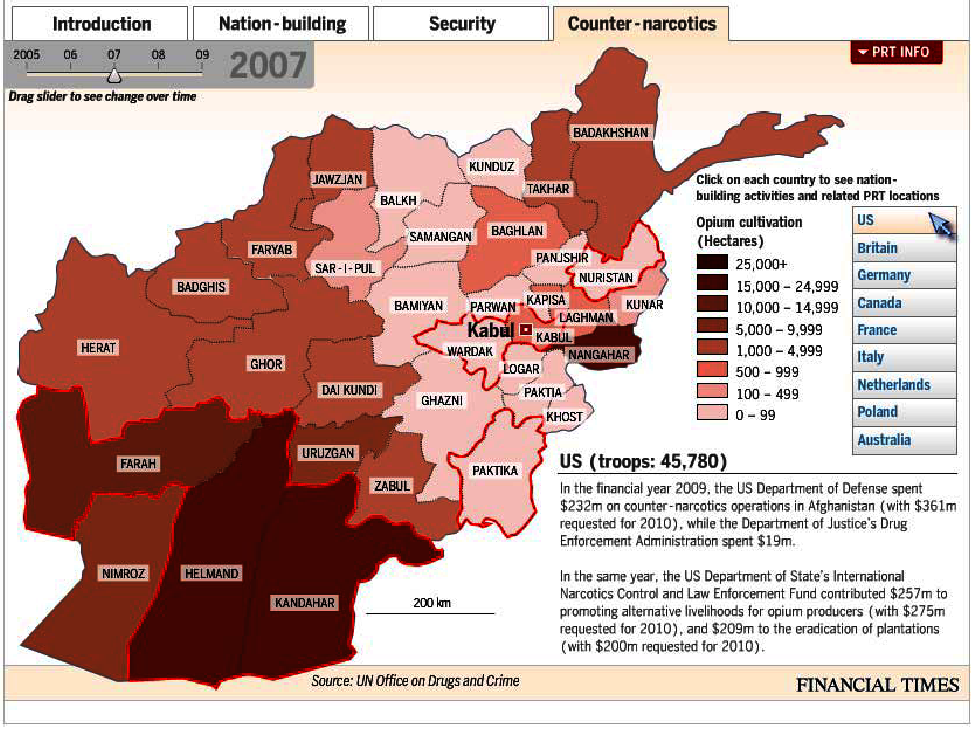 Introduction
Nation-building
Security
Counter-narcotics
2005 06 07 08 09
2007
Drag slider to see change over time
PRT INFO
BADAKHSHAN
KUNDUZ
JAWZJAN
TAKHAR
BALKH
BAGHLAN
SAMANGAN
FARYAB
PANJSHIR
SAR-I-PUL
NURISTAN
BADGHIS
BAMIYAN
PARWAN
KAPISA
KUNAR
LAGHMAN
Kabul
KABUL
HERAT
WARDAK
NANGAHAR
GHOR
LOGAR
DAI KUNDI
PAKTIA
GHAZNI
KHOST
URUZGAN
FARAH
PAKTIKA
ZABUL
NIMROZ
HELMAND
KANDAHAR
200 km
Click on each country to see nation-
building activities and related PRT locations
Opium cultivation
(Hectares)
25,000+
15,000 - 24,999
10,000 - 14,999
5,000 - 9,999
1,000 - 4,999
500 - 999
100 - 499
0 - 99
US
Britain
Germany
Canada
France
Italy
Netherlands
Poland
Australia
US (troops: 45,780)
In the financial year 2009, the US Department of Defense spent
$232m on counter-narcotics operations in Afghanistan (with $361m
requested for 2010), while the Department of Justice's Drug
Enforcement Administration spent $19m.
In the same year, the US Department of State's International
Narcotics Control and Law Enforcement Fund contributed $257m to
promoting alternative livelihoods for opium producers (with $275m
requested for 2010), and $209m to the eradication of plantations
(with $200m requested for 2010).
Source: UN Office on Drugs and Crime
FINANCIAL TIMES